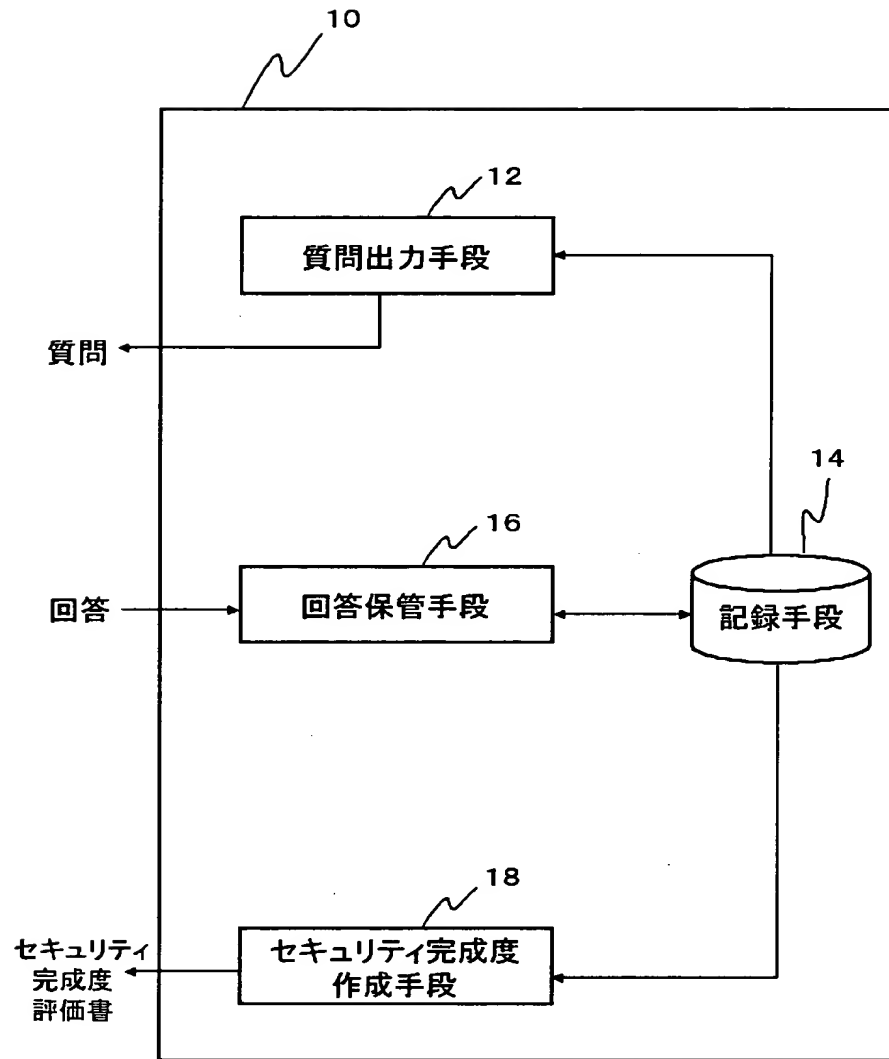 10
12
質問出力手段
質問
14
16
回答保管手段
回答
記録手段
18
セキュリティ完成度
作成手段
セキュリティ
完成度
評価書